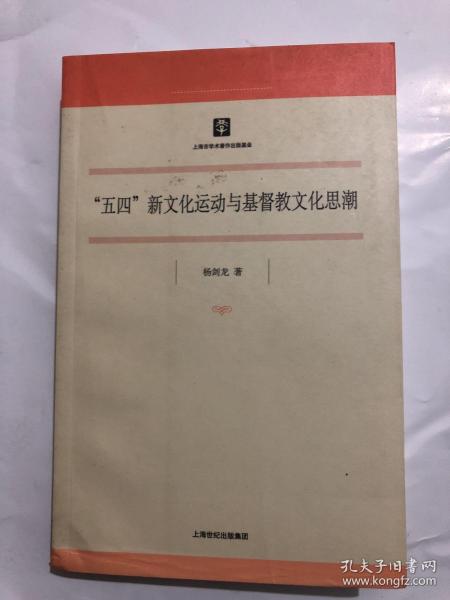 上海市学术著作出版基金
“五四”新文化运动与基督教文化思潮
杨剑龙 著
上海世纪出版集团
孔夫子旧书网
www.kongfz.com